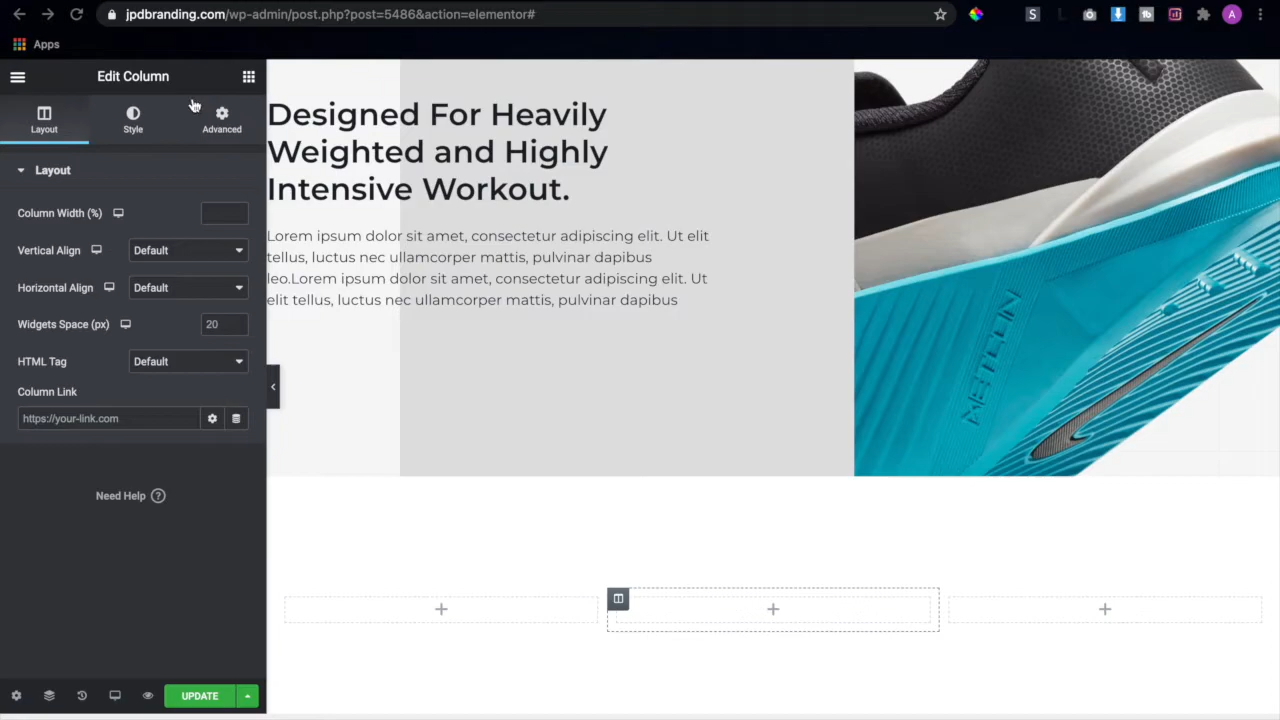 jpdbranding.com/wp-admin/post.php?post=5486&action=elementor#
S
A
Apps
Edit Column
Layout
Style
Advanced
Layout
Column Width (%)
Vertical Align
Default
Horizontal Align
Default
Widgets Space (px)
20
HTML Tag
Default
Column Link
https://your-link.com
Need Help ?
UPDATE
Designed For Heavily
Weighted and Highly
Intensive Workout.
Lorem ipsum dolor sit amet, consectetur adipiscing elit. Ut elit
tellus, luctus nec ullamcorper mattis, pulvinar dapibus
leo.Lorem ipsum dolor sit amet, consectetur adipiscing elit. Ut
elit tellus, luctus nec ullamcorper mattis, pulvinar dapibus
METCON